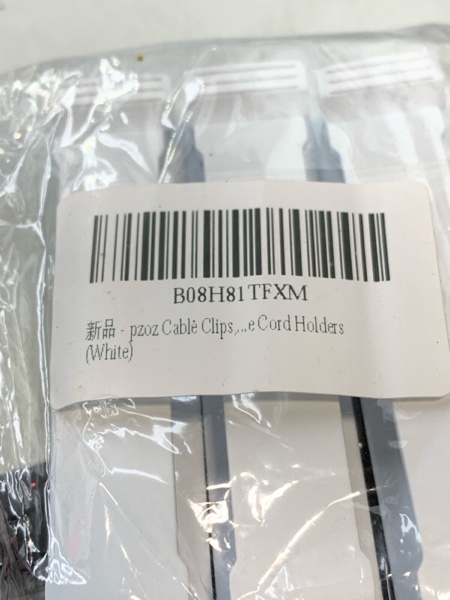 B08H81TFXM
新品 - pzoz Cable Clips,...e Cord Holders
(White)